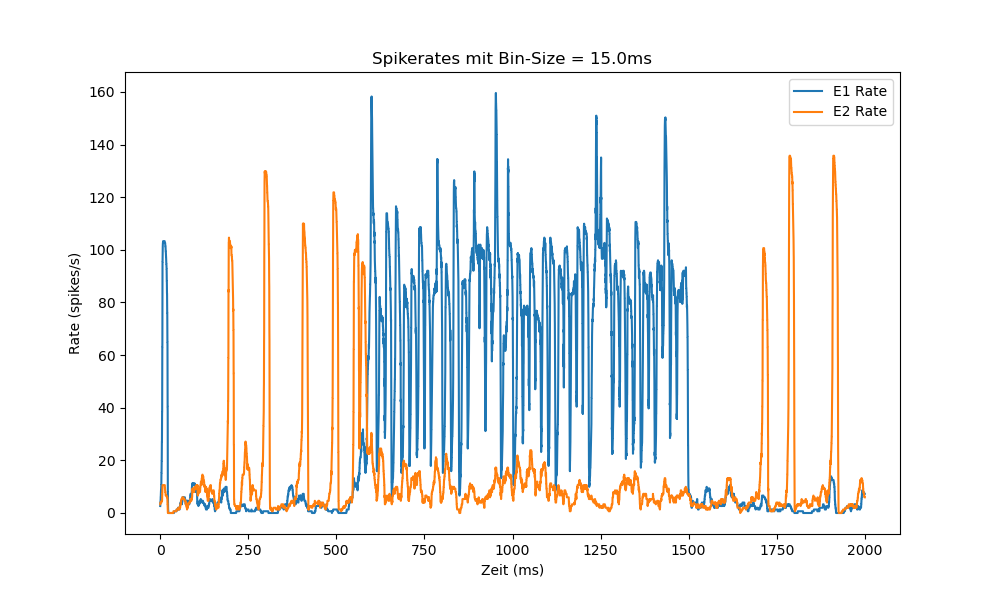 Spikerates mit Bin-Size = 15.0ms
E1 Rate
E2 Rate
Rate (spikes/s)
160
140
120
100
80
60
40
20
0
0 250 500 750 1000 1250 1500 1750 2000
Zeit (ms)